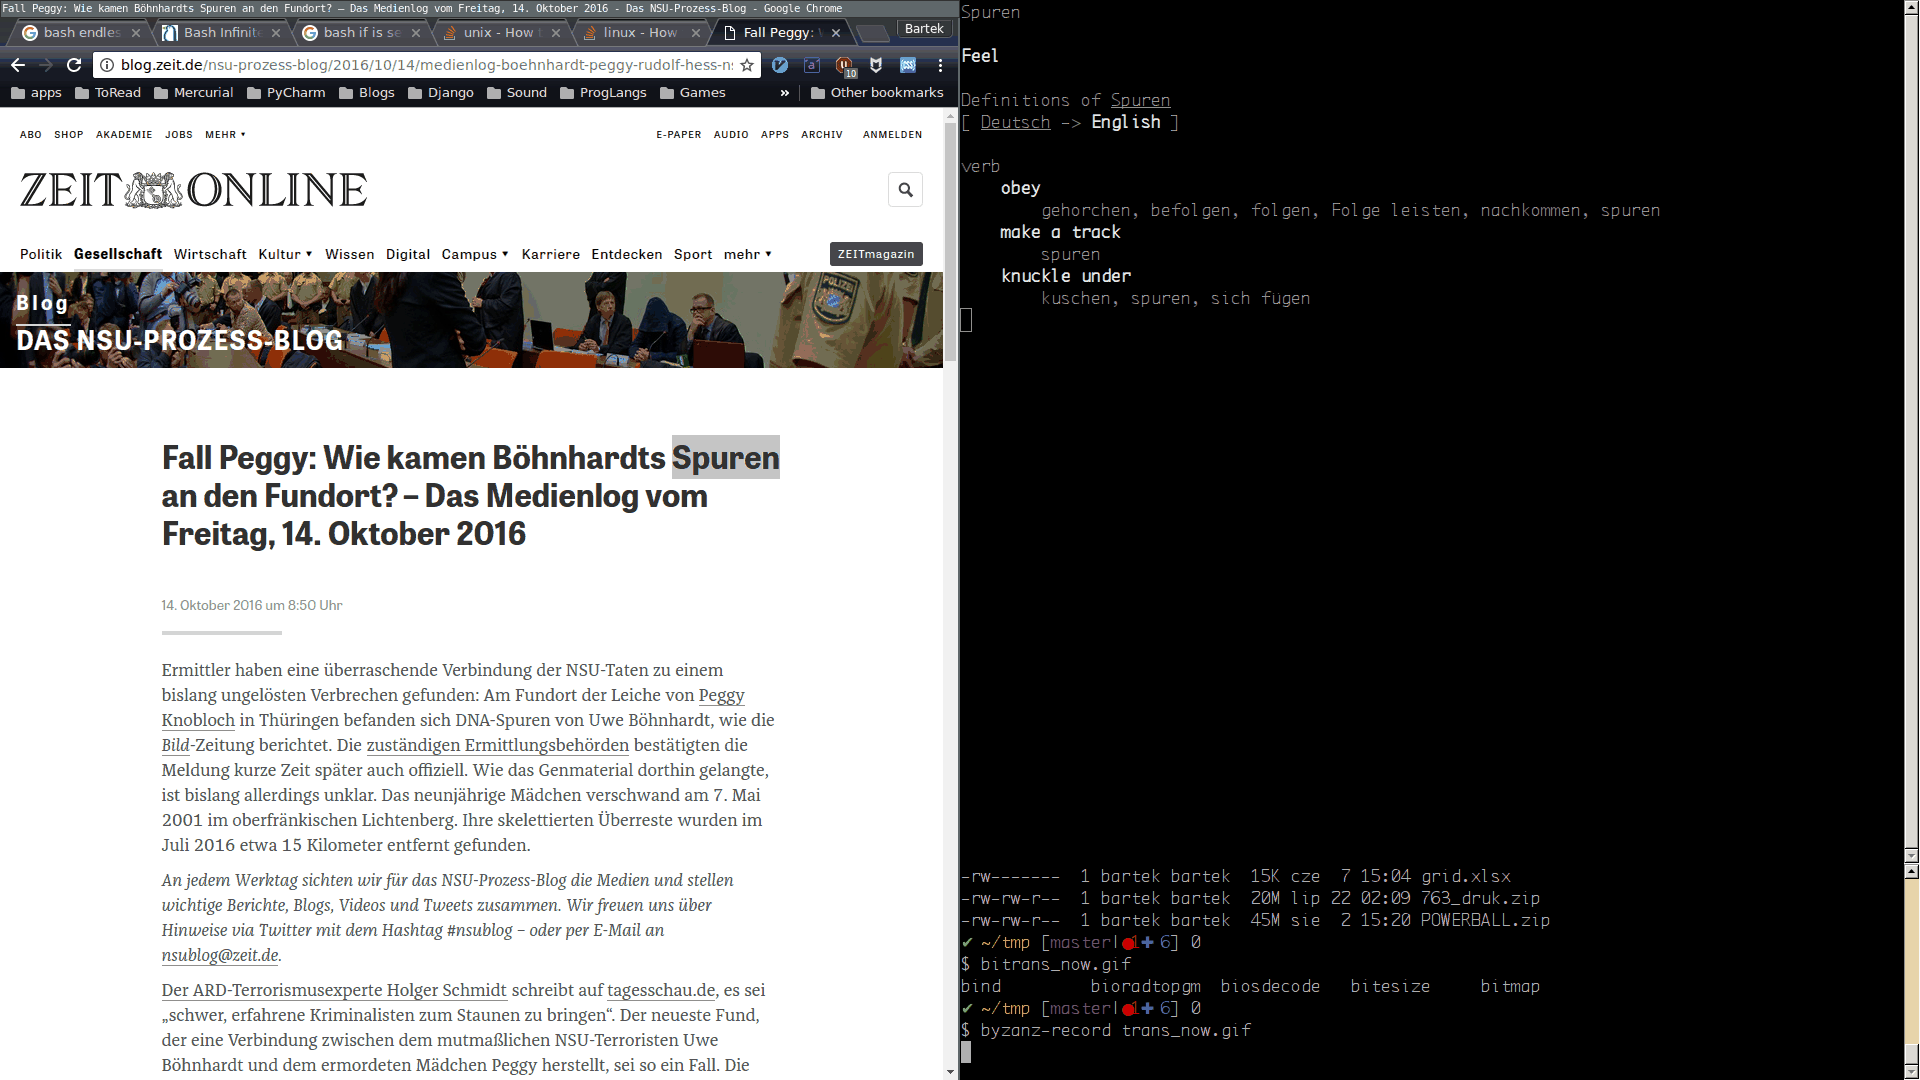 Fall Peggy: Wie kamen Böhnhardts Spuren an den Fundort? – Das Medienlog vom Freitag, 14. Oktober 2016 - Das NSU-Prozess-Blog - Google Chrome
bash endles
Bash Infinite
bash if is se
unix - How
linux - How
Fall Peggy:
Bartek
blog.zeit.de/nsu-prozess-blog/2016/10/14/medienlog-boehnhardt-peggy-rudolf-hess-n
10
apps ToRead Mercurial PyCharm Blogs Django Sound ProgLangs Games » Other bookmarks
ABO SHOP AKADEMIE JOBS MEHR
E-PAPER AUDIO APPS ARCHIV ANMELDEN
ZEIT ONLINE
Politik Gesellschaft Wirtschaft Kultur Wissen Digital Campus Karriere Entdecken Sport mehr ZEITmagazin
Blog
DAS NSU-PROZESS-BLOG
POLIZEI
Fall Peggy: Wie kamen Böhnhardts Spuren
an den Fundort? – Das Medienlog vom
Freitag, 14. Oktober 2016
14. Oktober 2016 um 8:50 Uhr
Ermittler haben eine überraschende Verbindung der NSU-Taten zu einem
bislang ungelösten Verbrechen gefunden: Am Fundort der Leiche von Peggy
Knobloch in Thüringen befanden sich DNA-Spuren von Uwe Böhnhardt, wie die
Bild-Zeitung berichtet. Die zuständigen Ermittlungsbehörden bestätigten die
Meldung kurze Zeit später auch offiziell. Wie das Genmaterial dorthin gelangte,
ist bislang allerdings unklar. Das neunjährige Mädchen verschwand am 7. Mai
2001 im oberfränkischen Lichtenberg. Ihre skelettierten Überreste wurden im
Juli 2016 etwa 15 Kilometer entfernt gefunden.
An jedem Werktag sichten wir für das NSU-Prozess-Blog die Medien und stellen
wichtige Berichte, Blogs, Videos und Tweets zusammen. Wir freuen uns über
Hinweise via Twitter mit dem Hashtag #nsublog – oder per E-Mail an
nsublog@zeit.de.
Der ARD-Terrorismusexperte Holger Schmidt schreibt auf tagesschau.de, es sei
„schwer, erfahrene Kriminalisten zum Staunen zu bringen“. Der neueste Fund,
der eine Verbindung zwischen dem mutmaßlichen NSU-Terroristen Uwe
Böhnhardt und dem ermordeten Mädchen Peggy herstellt, sei so ein Fall. Die
Spuren
Feel
Definitions of Spuren
[ Deutsch -> English ]
verb
obey
gehorchen, befolgen, folgen, Folge leisten, nachkommen, spuren
make a track
spuren
knuckle under
kuschen, spuren, sich fügen
-rw------- 1 bartek bartek 15K cze 7 15:04 grid.xlsx
-rw-rw-r-- 1 bartek bartek 20M lip 22 02:09 763_druk.zip
-rw-rw-r-- 1 bartek bartek 45M sie 2 15:20 POWERBALL.zip
✔ ~/tmp [master|●1✚ 6] 0
$ bitrans_now.gif
bind bioradtopgm biosdecode bitesize bitmap
✔ ~/tmp [master|●1✚ 6] 0
$ byzanz-record trans_now.gif